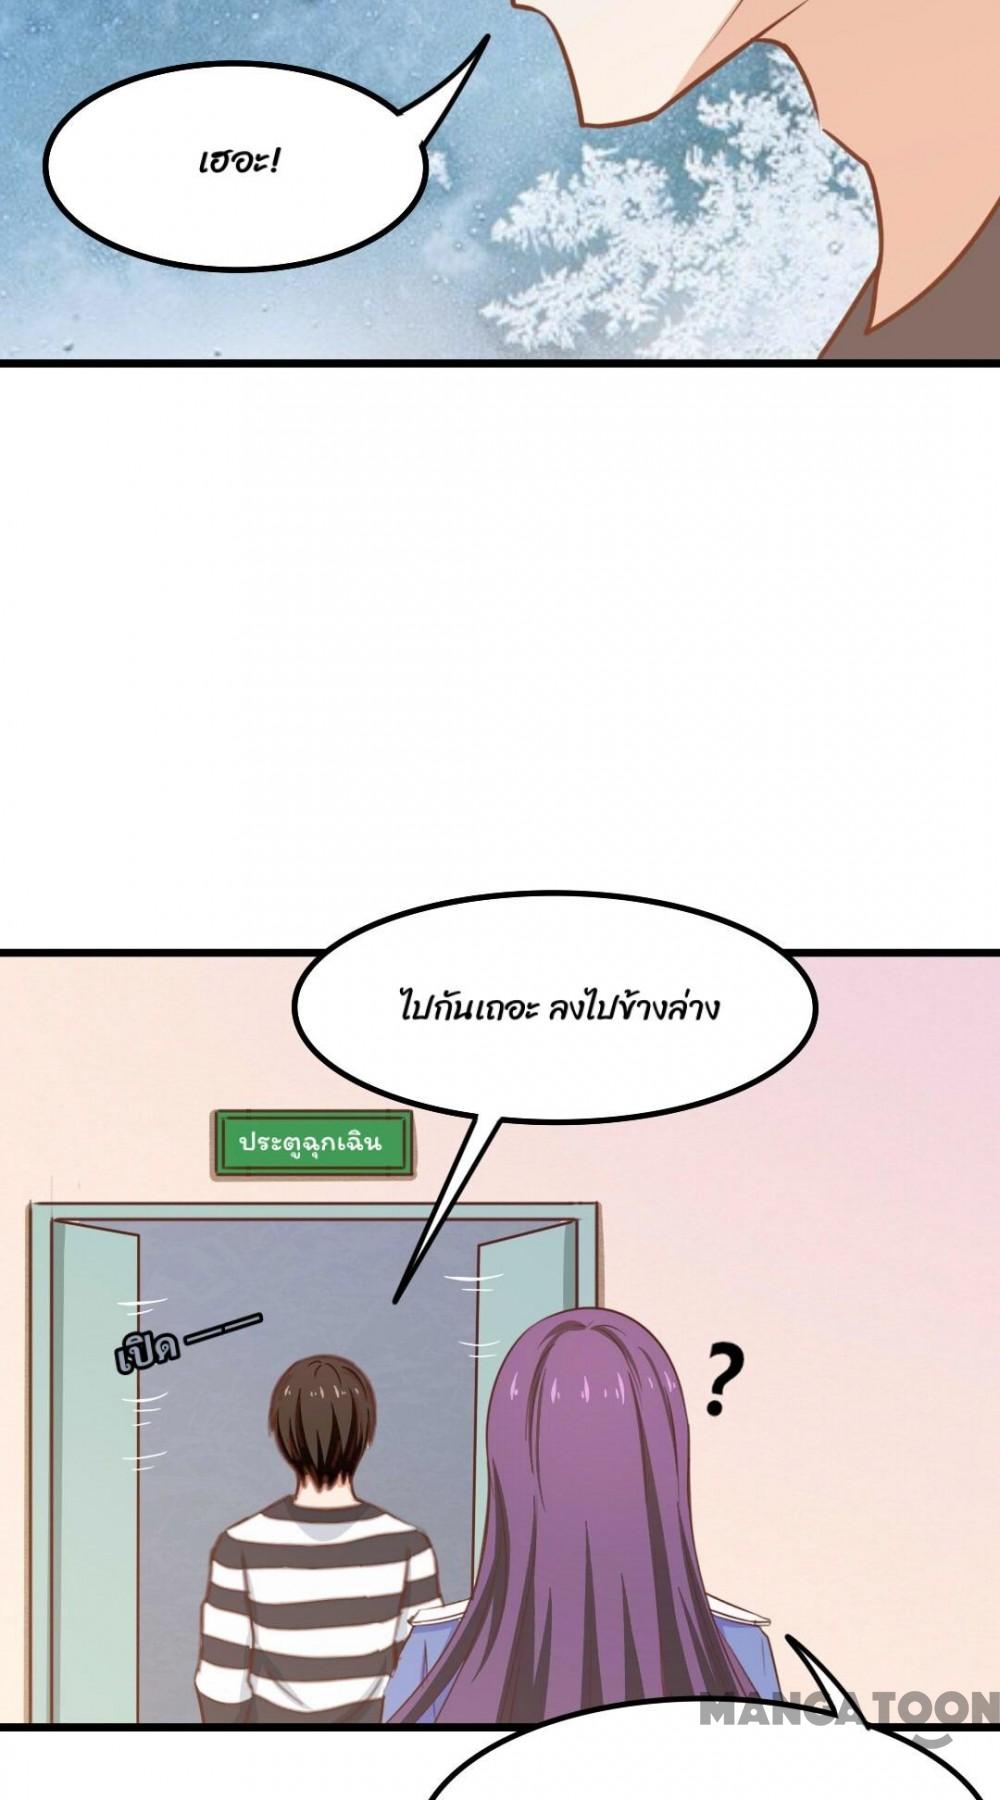 เฮอะ!
ไปกันเถอะ ลงไปข้างล่าง
ประตูฉุกเฉิน
เปิด——
?
MANGATOON